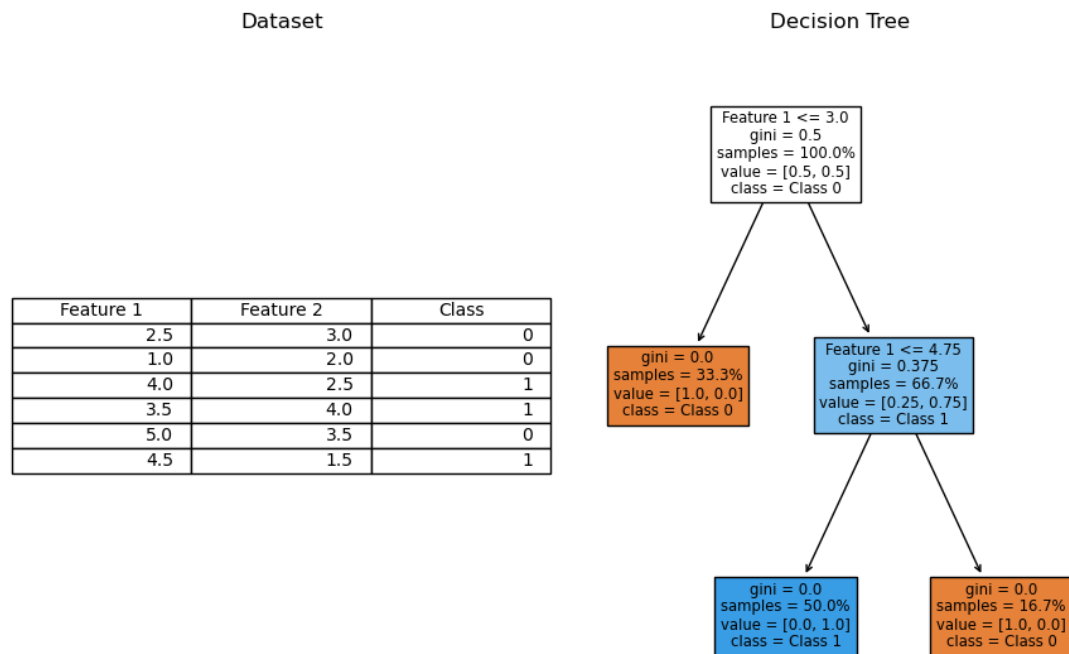 Dataset
Feature 1 Feature 2 Class
2.5 3.0 0
1.0 2.0 0
4.0 2.5 1
3.5 4.0 1
5.0 3.5 0
4.5 1.5 1
Decision Tree
Feature 1 <= 3.0
gini = 0.5
samples = 100.0%
value = [0.5, 0.5]
class = Class 0
gini = 0.0
samples = 33.3%
value = [1.0, 0.0]
class = Class 0
Feature 1 <= 4.75
gini = 0.375
samples = 66.7%
value = [0.25, 0.75]
class = Class 1
gini = 0.0
samples = 50.0%
value = [0.0, 1.0]
class = Class 1
gini = 0.0
samples = 16.7%
value = [1.0, 0.0]
class = Class 0